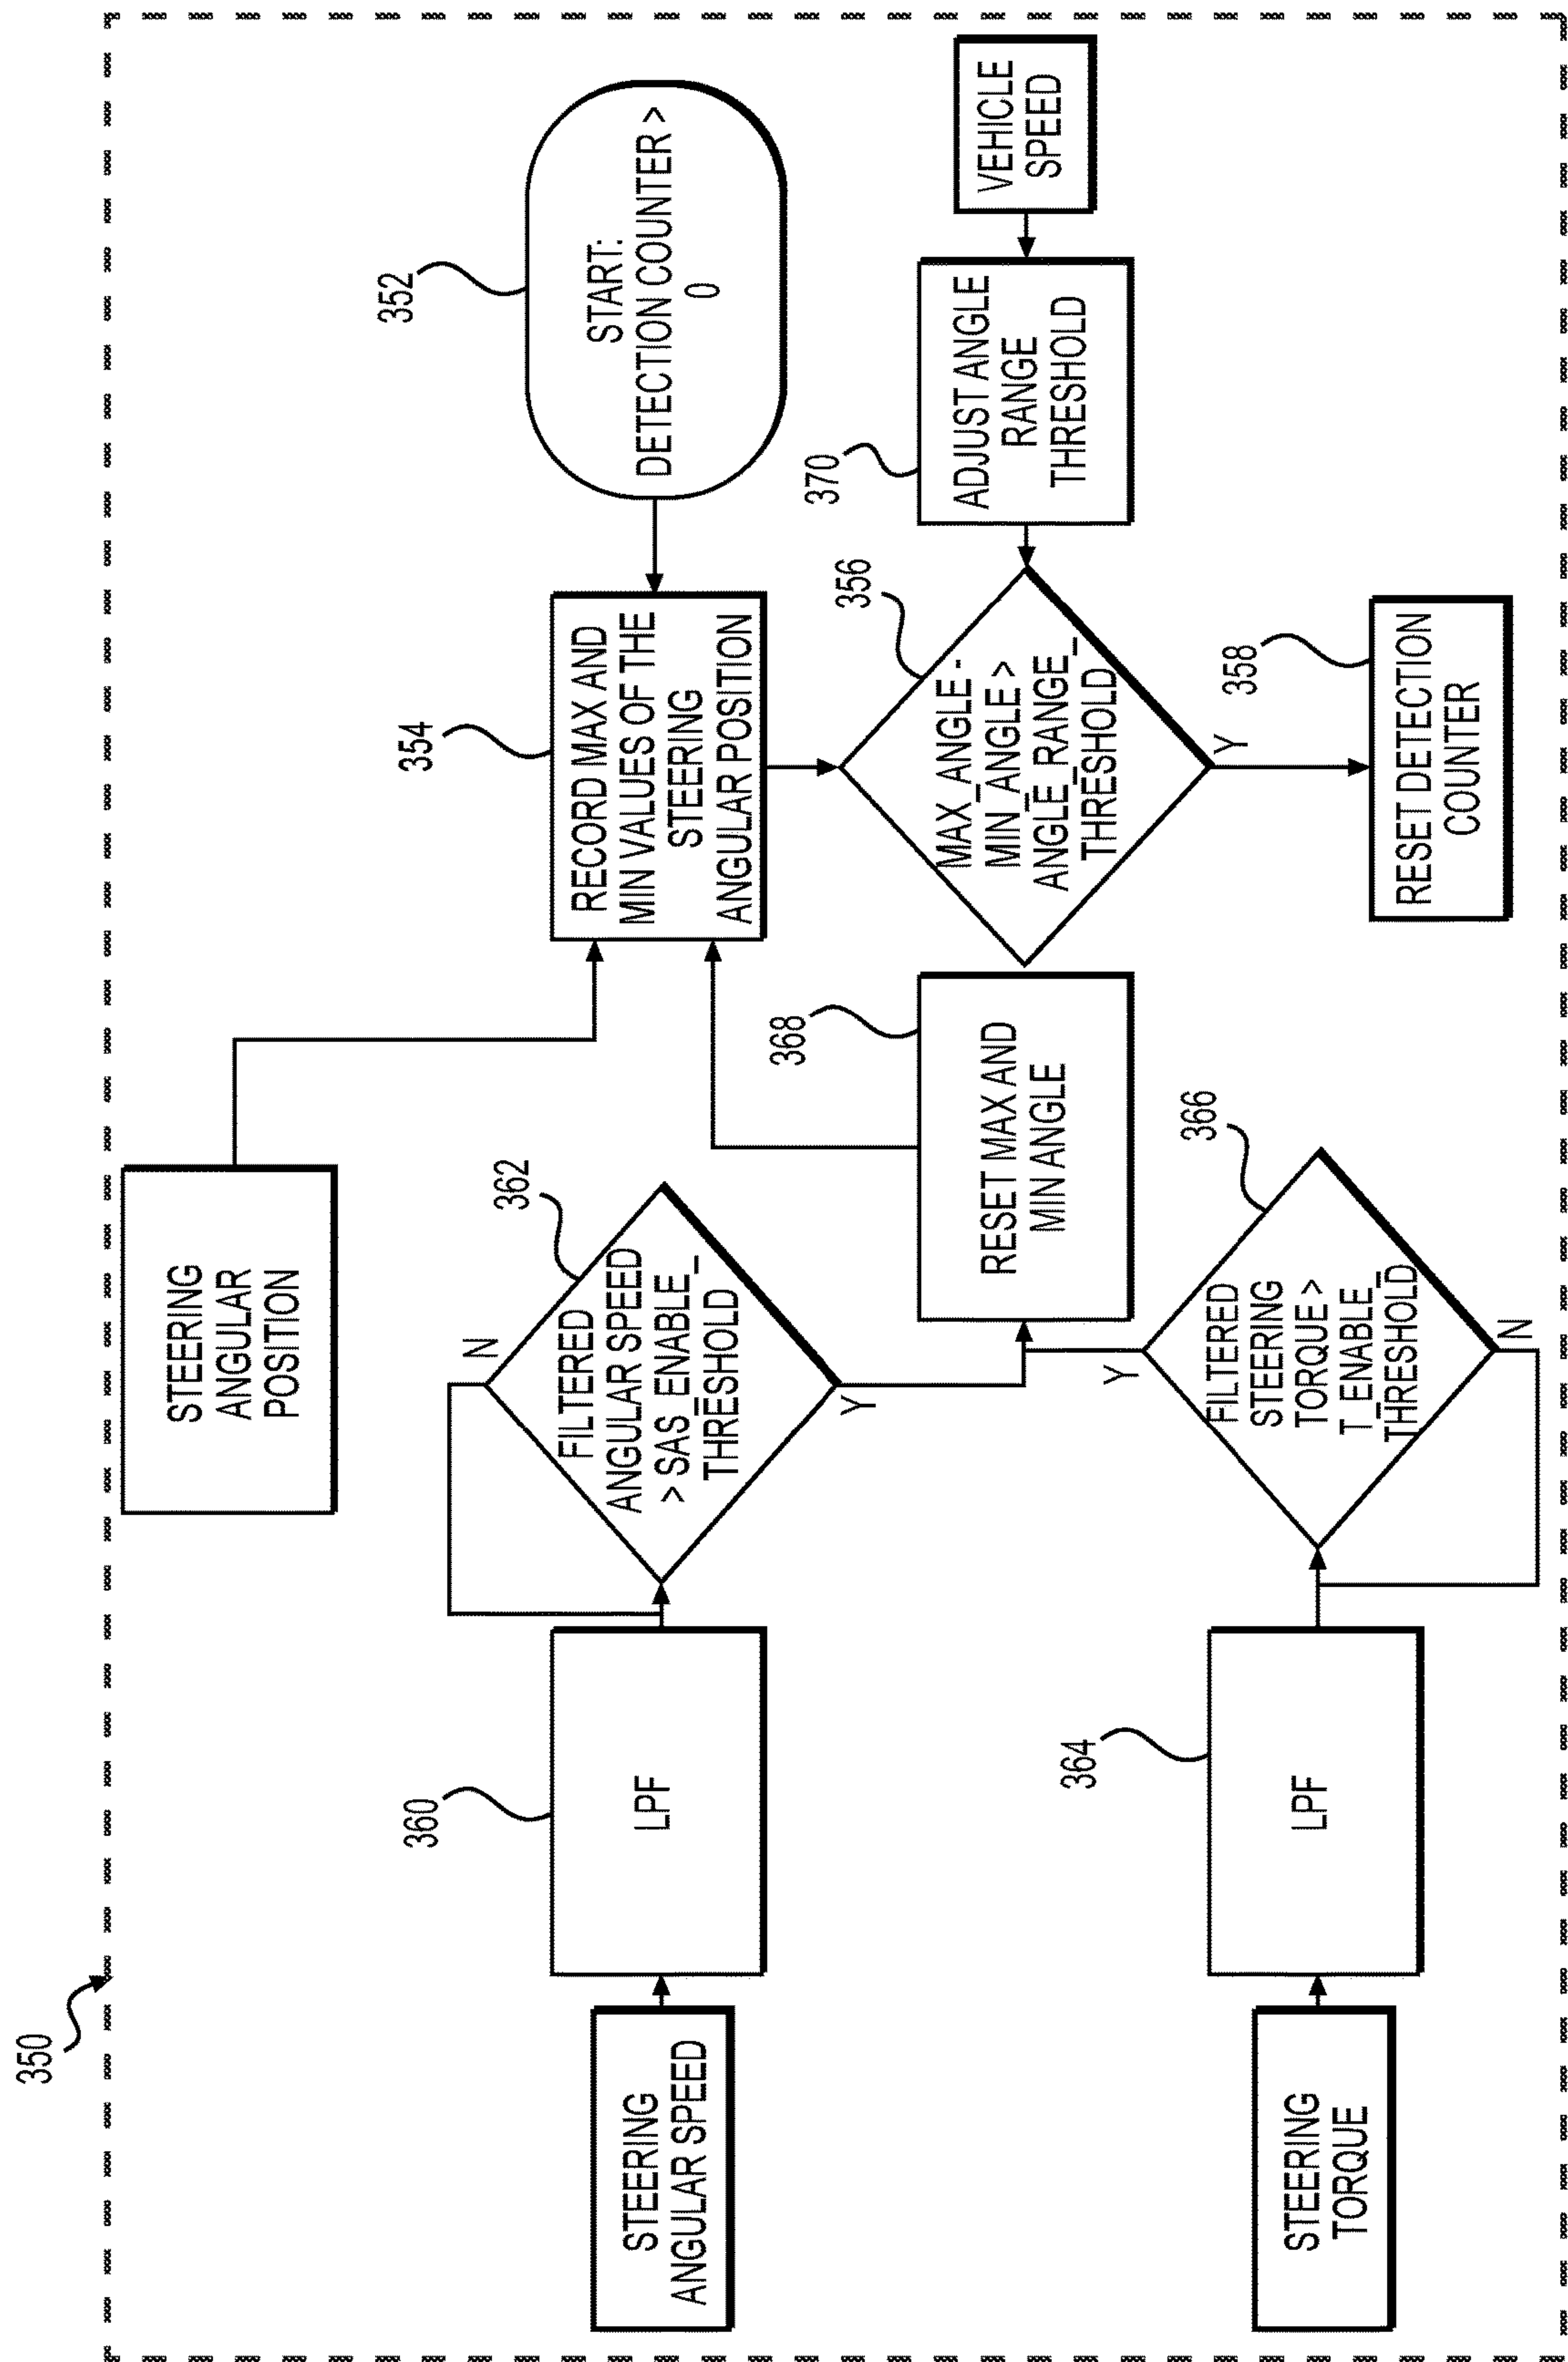 350
STEERING
ANGULAR
POSITION
352
START:
DETECTION COUNTER >
0
354
RECORD MAX AND
MIN VALUES OF THE
STEERING
ANGULAR POSITION
STEERING
ANGULAR SPEED
360
LPF
362
FILTERED
ANGULAR SPEED
> SAS_ENABLE_
THRESHOLD
N
Y
368
RESET MAX AND
MIN ANGLE
356
MAX_ANGLE -
MIN_ANGLE >
ANGLE_RANGE_
THRESHOLD
Y
370
ADJUST ANGLE
RANGE
THRESHOLD
VEHICLE
SPEED
STEERING
TORQUE
364
LPF
366
FILTERED
STEERING
TORQUE >
T_ENABLE_
THRESHOLD
Y
N
358
RESET DETECTION
COUNTER